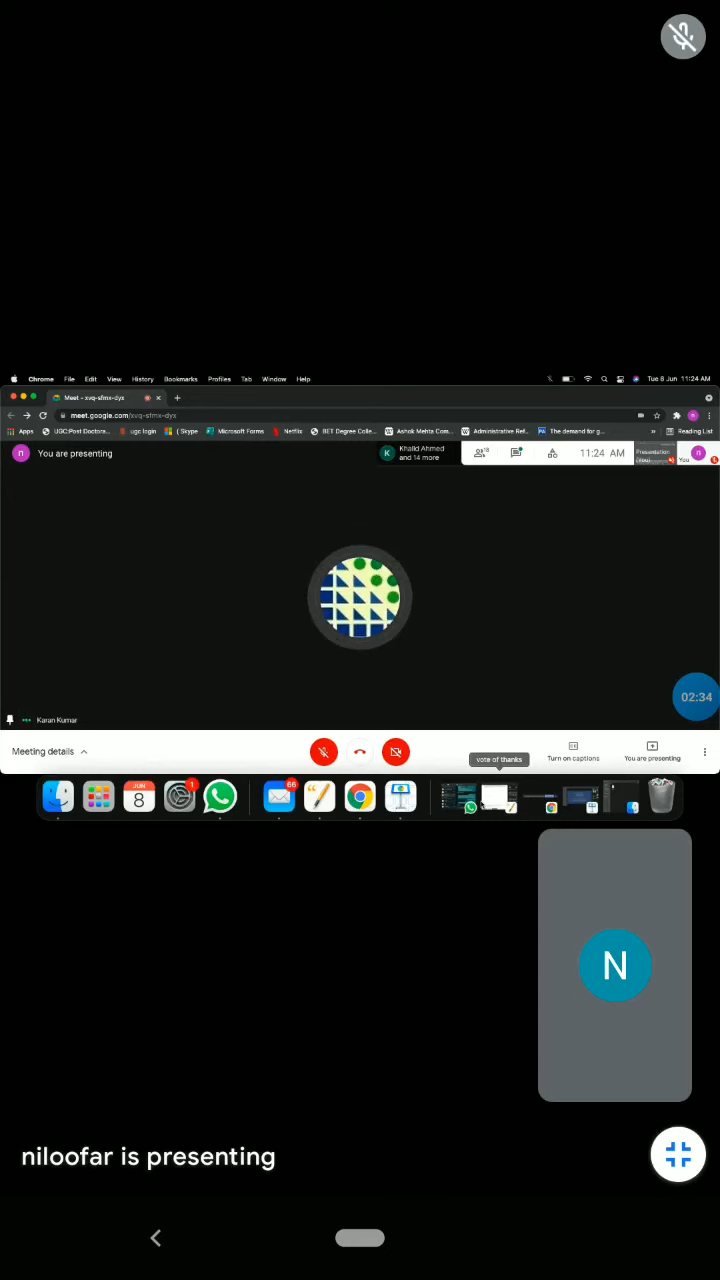 Chrome File Edit View History Bookmarks Profiles Tab Window Help Tue 8 Jun 11:24 AM
Meet - xvq-sfmx-dyx
meet.google.com/xvq-sfmx-dyx
Apps UGC:Post Doctora... ugc login ( Skype Microsoft Forms Netflix BET Degree Colle... Ashok Mehta Com... Administrative Ref... The demand for g... » Reading List
n You are presenting K Khalid Ahmed and 14 more 18 11:24 AM Presentation (You) You n
02:34
Karan Kumar
Meeting details vote of thanks Turn on captions You are presenting
JUN 8 1 66
N
niloofar is presenting